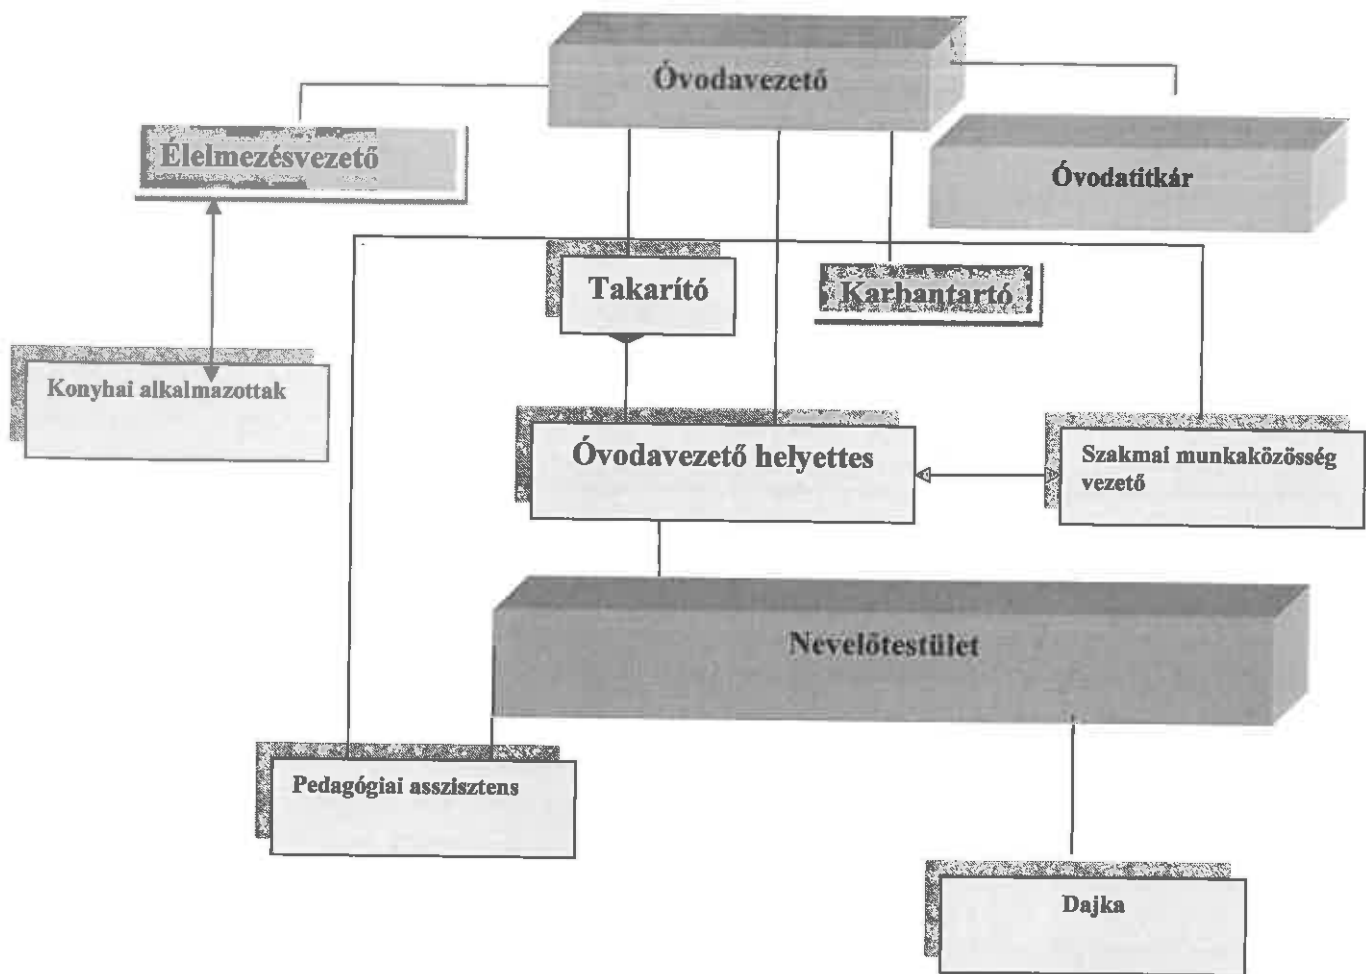 Óvodavezető
Élelmezésvezető
Óvodatitkár
Takarító
Karbantartó
Konyhai alkalmazottak
Óvodavezető helyettes
Szakmai munkaközösség
vezető
Nevelőtestület
Pedagógiai asszisztens
Dajka